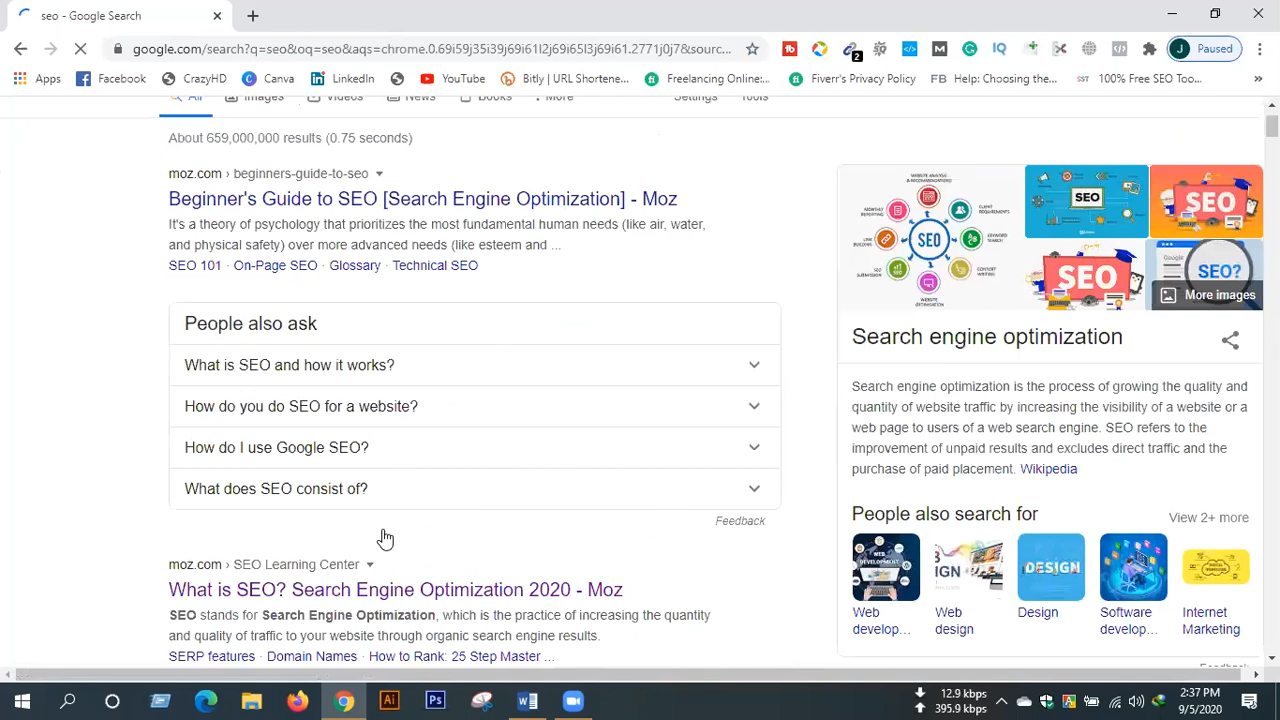 seo - Google Search
google.com/search?q=seo&oq=seo&aqs=chrome.0.69i59j35i39j69i61l2j69i65l3j69i61.2771j0j7&sourc...
2
IQ
J Paused
Apps
Facebook
CrazyHD
Canva
LinkedIn
YouTube
Bitly | URL Shortene...
Freelancing Online:...
Fiverr's Privacy Policy
FB Help: Choosing the...
SST 100% Free SEO Too...
All
Images
Videos
News
Books
More
Settings
Tools
About 659,000,000 results (0.75 seconds)
moz.com › beginners-guide-to-seo
Beginner's Guide to SEO [Search Engine Optimization] - Moz
It's a theory of psychology that prioritizes the most fundamental human needs (like air, water,
and physical safety) over more advanced needs (like esteem and ...
SEO 101 · On-Page SEO · Glossary · Technical SEO
People also ask
What is SEO and how it works?
How do you do SEO for a website?
How do I use Google SEO?
What does SEO consist of?
Feedback
moz.com › SEO Learning Center
What is SEO? Search Engine Optimization 2020 - Moz
SEO stands for Search Engine Optimization, which is the practice of increasing the quantity
and quality of traffic to your website through organic search engine results.
SERP features · Domain Names · How to Rank: 25 Step Master ...
SEO
SEO
SEO
SEO
Google
SEO?
More images
Search engine optimization
Search engine optimization is the process of growing the quality and
quantity of website traffic by increasing the visibility of a website or a
web page to users of a web search engine. SEO refers to the
improvement of unpaid results and excludes direct traffic and the
purchase of paid placement. Wikipedia
People also search for
View 2+ more
DESIGN
Web
develop...
Web
design
Design
Software
develop...
Internet
Marketing
Feedback
12.9 kbps
395.9 kbps
2:37 PM
9/5/2020